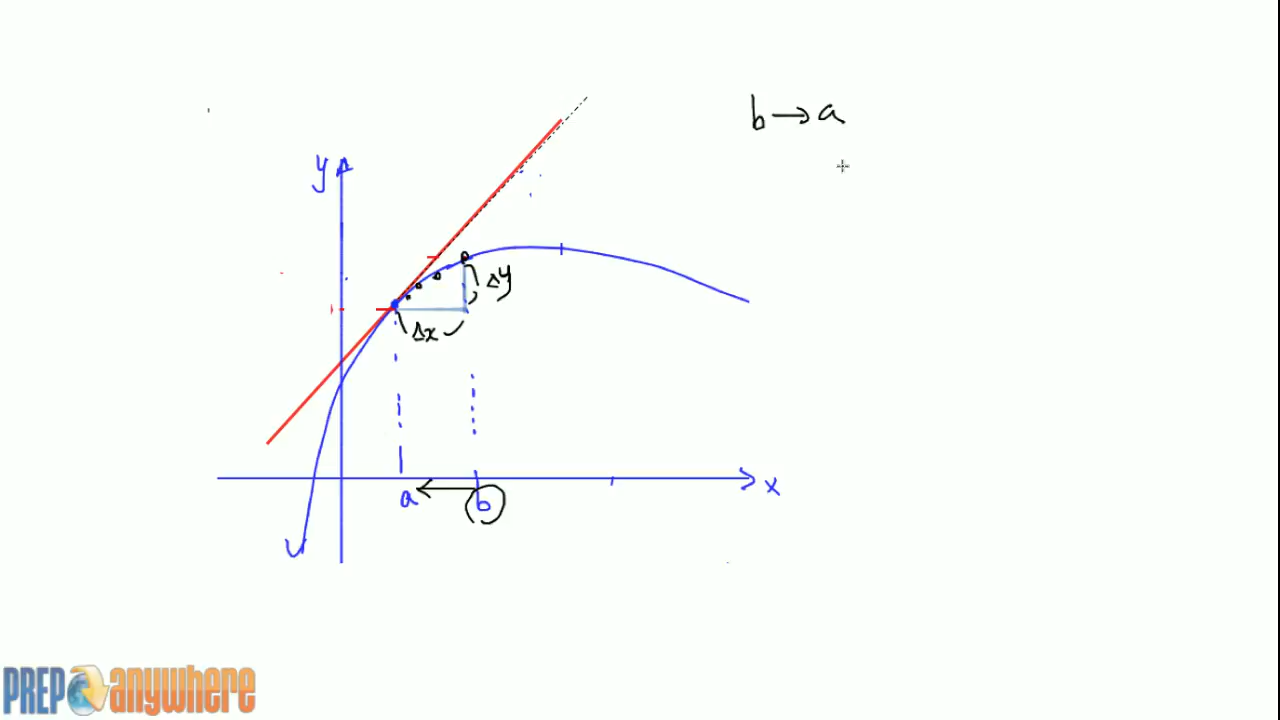 b → a
y
Δy
Δx
x
a
b
PREP anywhere